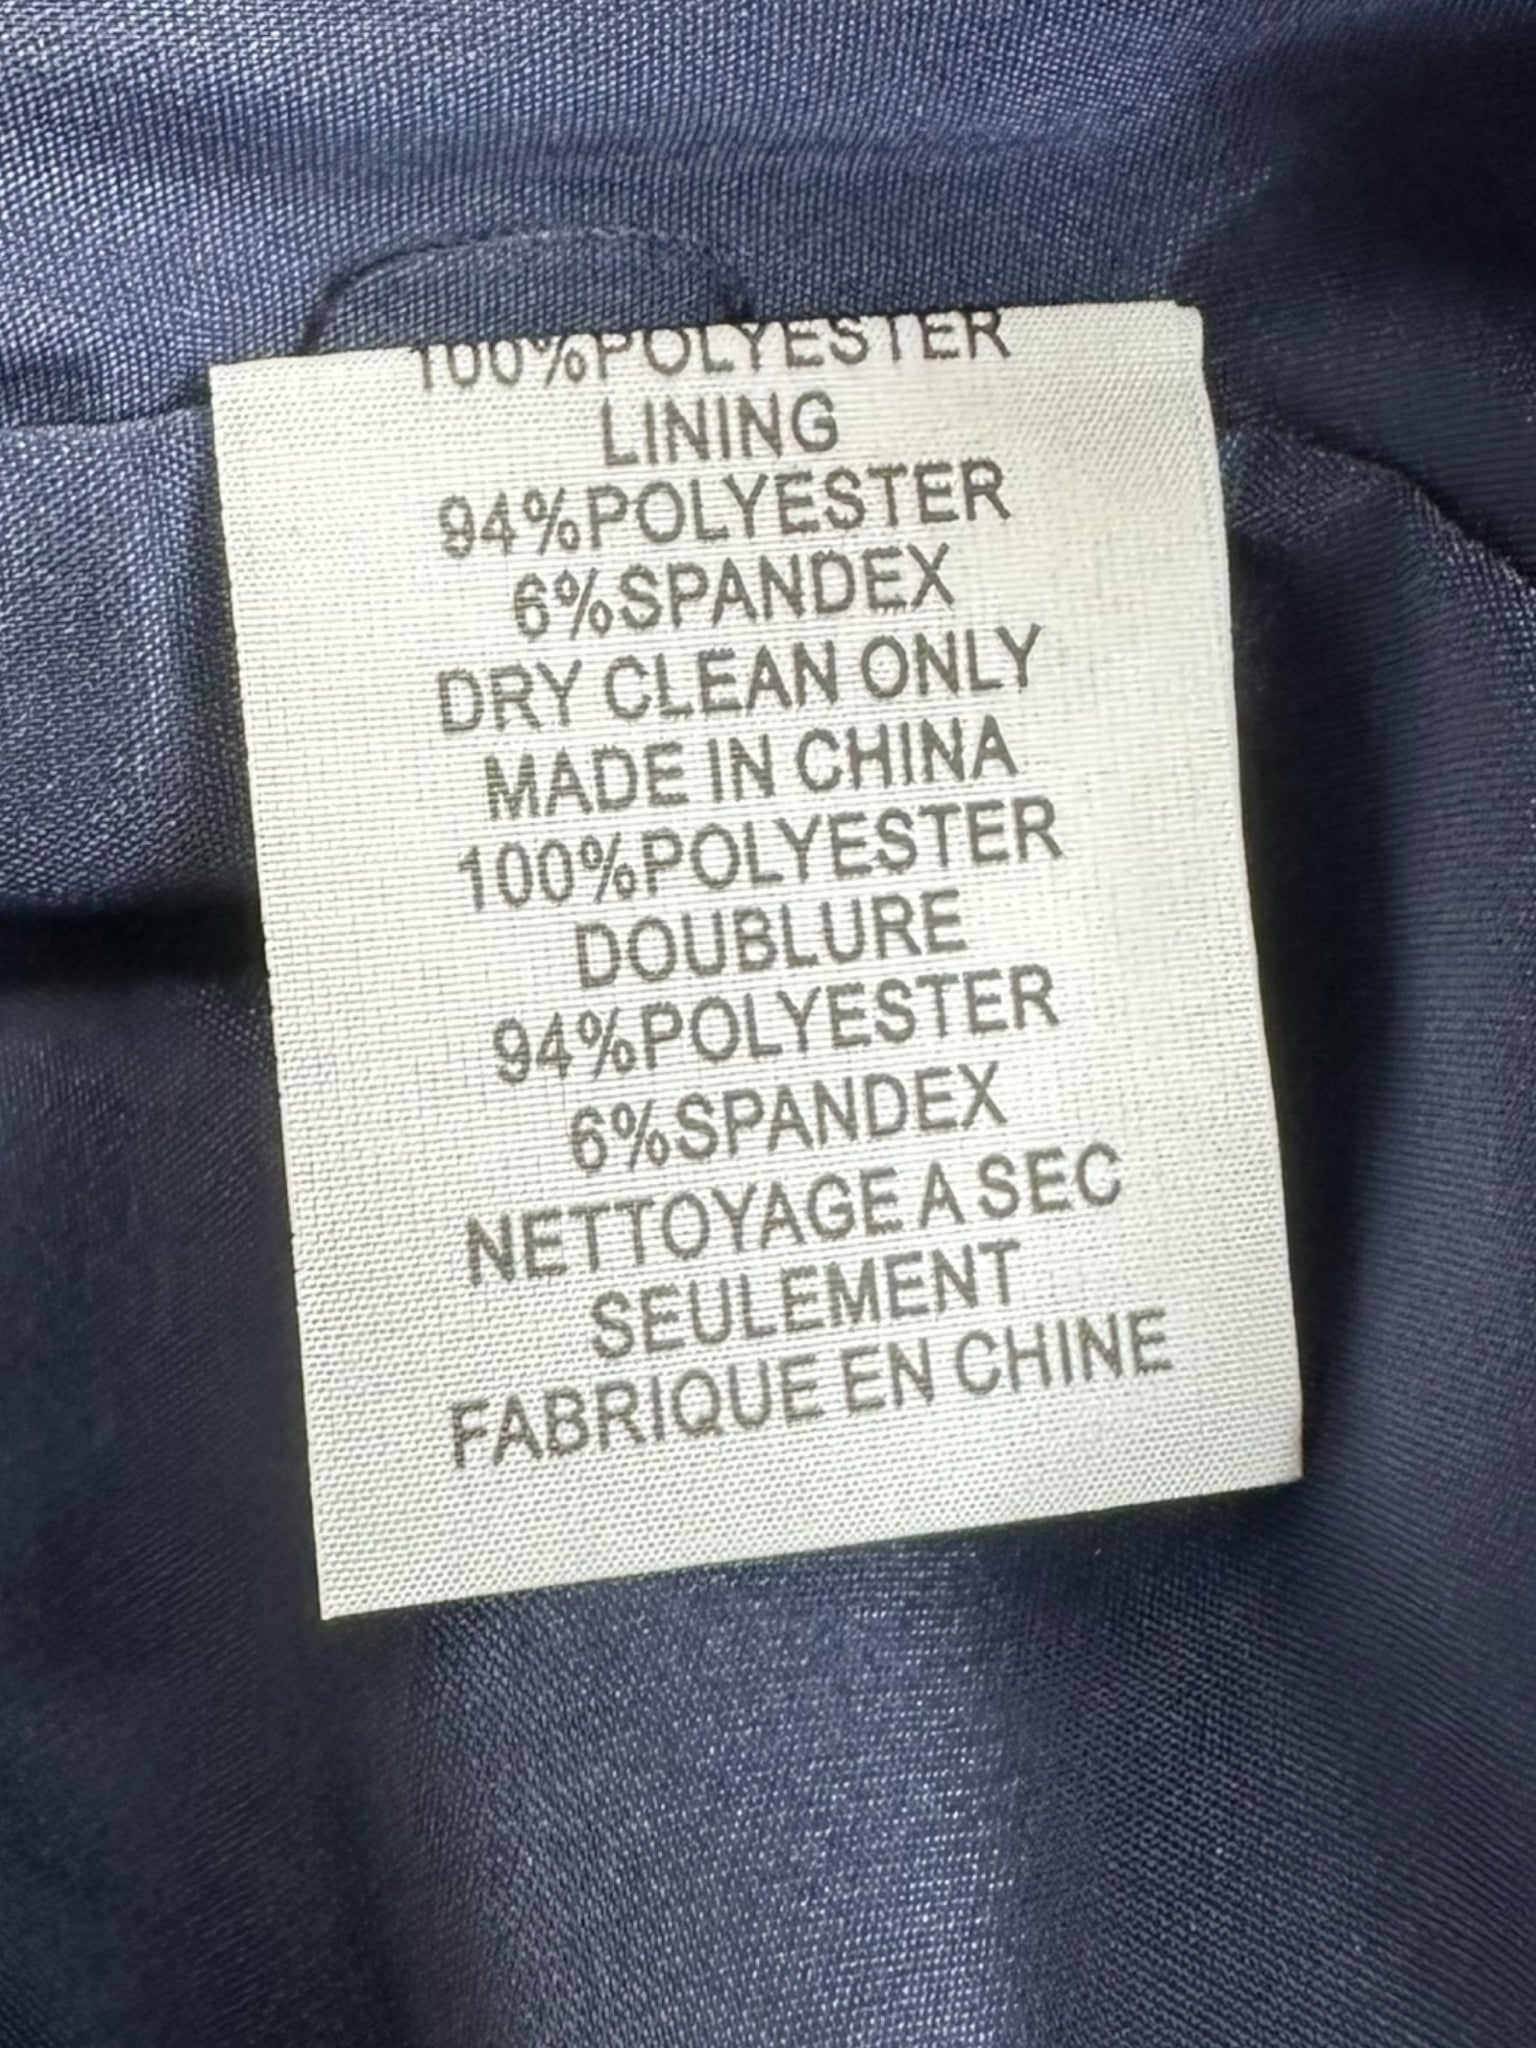 100%POLYESTER
LINING
94%POLYESTER
6%SPANDEX
DRY CLEAN ONLY
MADE IN CHINA
100%POLYESTER
DOUBLURE
94%POLYESTER
6%SPANDEX
NETTOYAGE A SEC
SEULEMENT
FABRIQUE EN CHINE